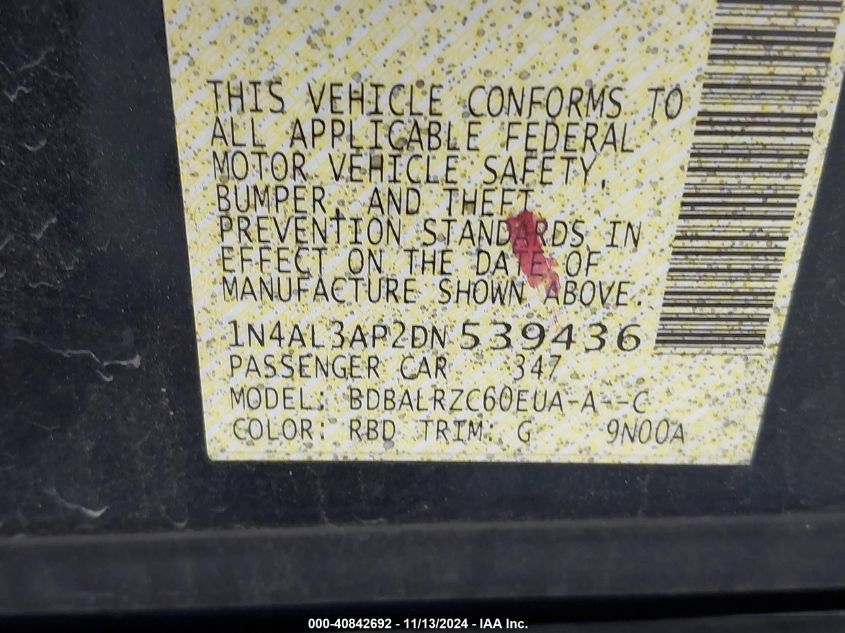 THIS VEHICLE CONFORMS TO
ALL APPLICABLE FEDERAL
MOTOR VEHICLE SAFETY,
BUMPER, AND THEFT
PREVENTION STANDARDS IN
EFFECT ON THE DATE OF
MANUFACTURE SHOWN ABOVE.
1N4AL3AP2DN539436
PASSENGER CAR 347
MODEL: BDBALRZC60EUA-A--C
COLOR: RBD TRIM: G 9N00A
000-40842692 - 11/13/2024 - IAA Inc.